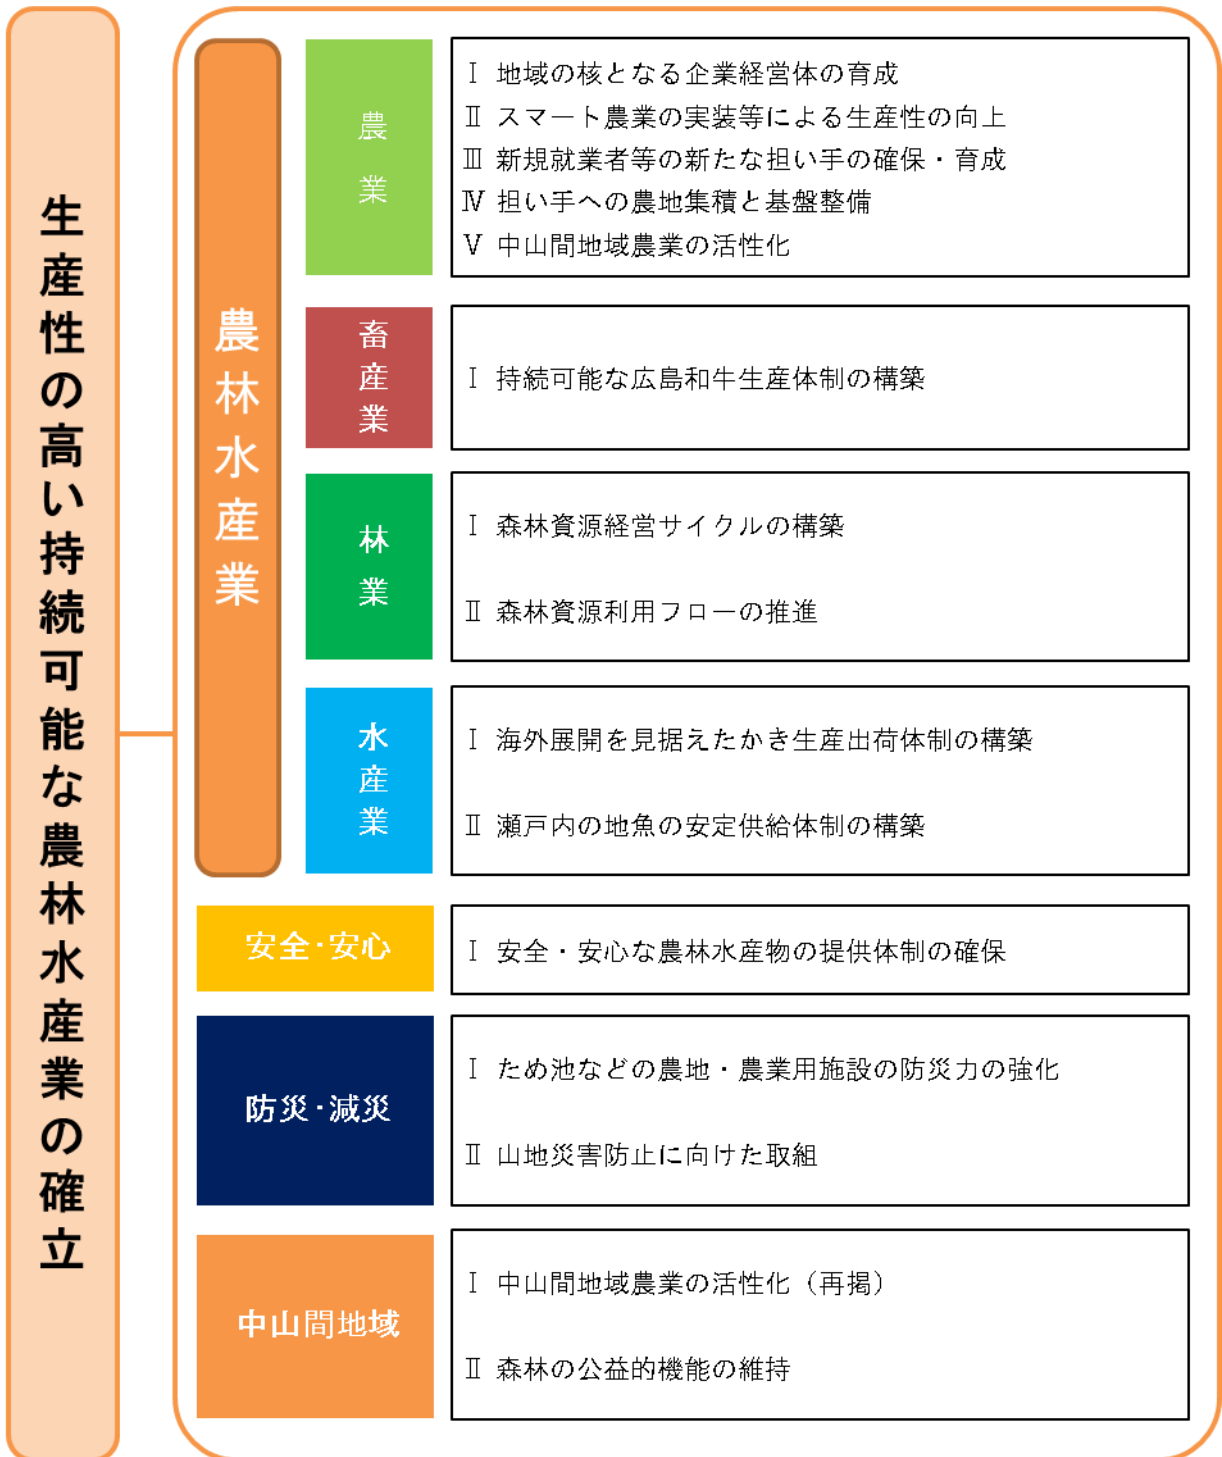 生産性の高い持続可能な農林水産業の確立
農林水産業
農業
Ⅰ 地域の核となる企業経営体の育成
Ⅱ スマート農業の実装等による生産性の向上
Ⅲ 新規就業者等の新たな担い手の確保・育成
Ⅳ 担い手への農地集積と基盤整備
Ⅴ 中山間地域農業の活性化
畜産業
Ⅰ 持続可能な広島和牛生産体制の構築
林業
Ⅰ 森林資源経営サイクルの構築
Ⅱ 森林資源利用フローの推進
水産業
Ⅰ 海外展開を見据えたかき生産出荷体制の構築
Ⅱ 瀬戸内の地魚の安定供給体制の構築
安全・安心
Ⅰ 安全・安心な農林水産物の提供体制の確保
防災・減災
Ⅰ ため池などの農地・農業用施設の防災力の強化
Ⅱ 山地災害防止に向けた取組
中山間地域
Ⅰ 中山間地域農業の活性化（再掲）
Ⅱ 森林の公益的機能の維持